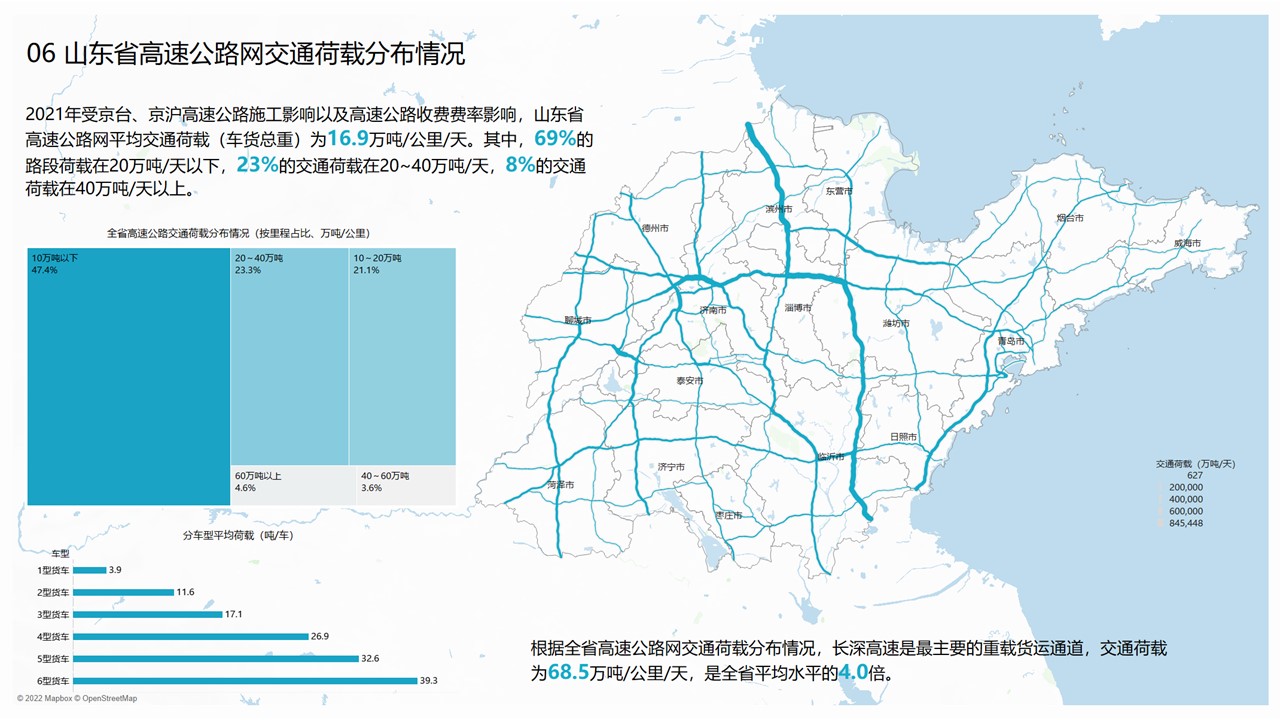 06 山东省高速公路网交通荷载分布情况
2021年受京台、京沪高速公路施工影响以及高速公路收费费率影响，山东省
高速公路网平均交通荷载（车货总重）为16.9万吨/公里/天。其中，69%的
路段荷载在20万吨/天以下，23%的交通荷载在20~40万吨/天，8%的交通
荷载在40万吨/天以上。
全省高速公路交通荷载分布情况（按里程占比、万吨/公里）
10万吨以下
47.4%
20～40万吨
23.3%
10～20万吨
21.1%
60万吨以上
4.6%
40～60万吨
3.6%
分车型平均荷载（吨/车）
车型
1型货车 3.9
2型货车 11.6
3型货车 17.1
4型货车 26.9
5型货车 32.6
6型货车 39.3
© 2022 Mapbox © OpenStreetMap
东营市
滨州市
德州市
烟台市
威海市
济南市
淄博市
聊城市
潍坊市
青岛市
泰安市
日照市
临沂市
济宁市
菏泽市
枣庄市
交通荷载（万吨/天）
627
200,000
400,000
600,000
845,448
根据全省高速公路网交通荷载分布情况，长深高速是最主要的重载货运通道，交通荷载
为68.5万吨/公里/天，是全省平均水平的4.0倍。